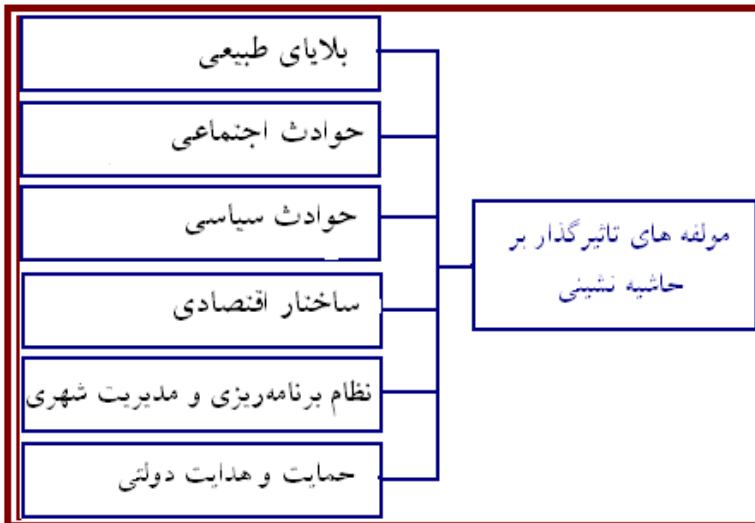 مولفه های تاثیرگذار بر
حاشیه نشینی
بلایای طبیعی
حوادث اجتماعی
حوادث سیاسی
ساختار اقتصادی
نظام برنامه‌ریزی و مدیریت شهری
حمایت و هدایت دولتی